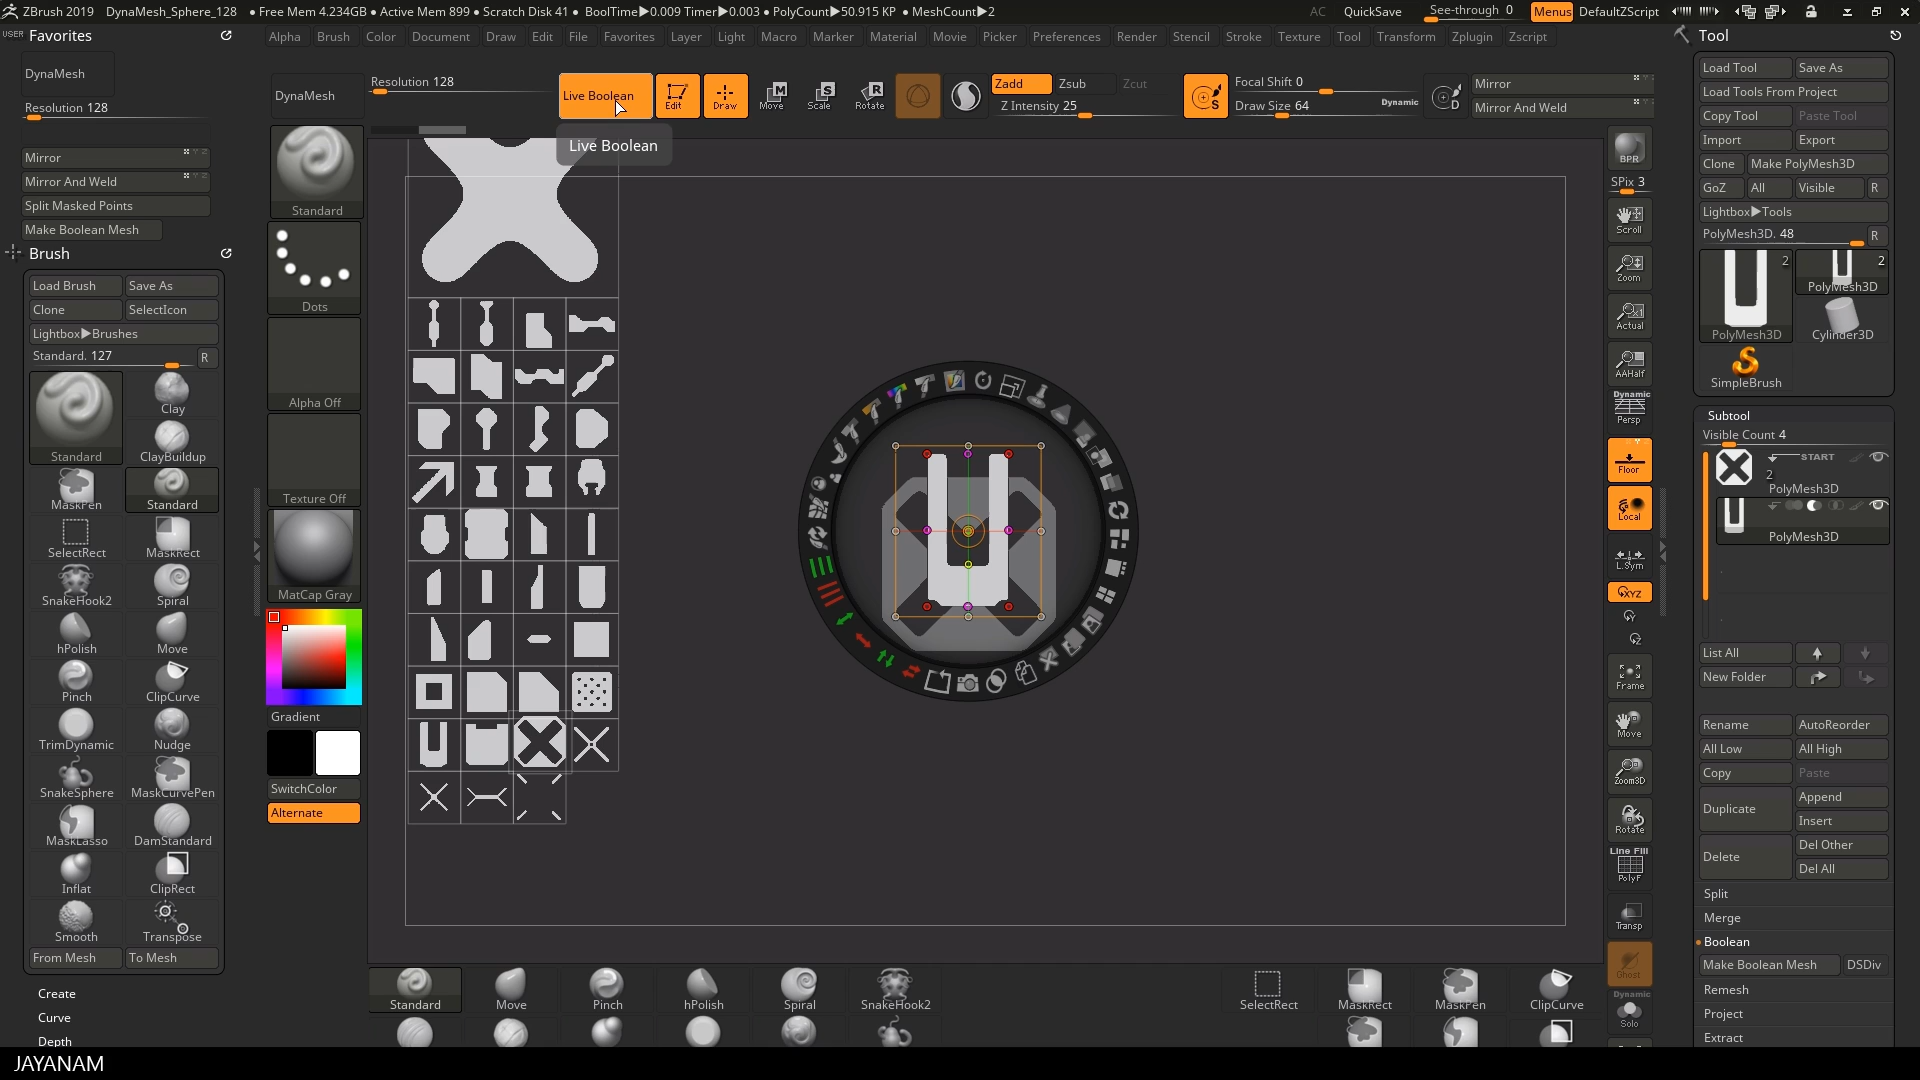 ZBrush 2019 DynaMesh_Sphere_128 • Free Mem 4.234GB • Active Mem 899 • Scratch Disk 41 • BoolTime▶0.009 Timer▶0.003 • PolyCount▶50.915 KP • MeshCount▶2 AC QuickSave See-through 0 Menus DefaultZScript
USER Favorites
Alpha Brush Color Document Draw Edit File Favorites Layer Light Macro Marker Material Movie Picker Preferences Render Stencil Stroke Texture Tool Transform Zplugin Zscript
Tool
DynaMesh
Resolution 128
Mirror
Mirror And Weld
Split Masked Points
Make Boolean Mesh
Brush
Load Brush Save As
Clone SelectIcon
Lightbox▶Brushes
Standard. 127 R
Standard
Clay
ClayBuildup
MaskPen Standard
SelectRect MaskRect
SnakeHook2 Spiral
hPolish Move
Pinch ClipCurve
TrimDynamic Nudge
SnakeSphere MaskCurvePen
MaskLasso DamStandard
Inflat ClipRect
Smooth Transpose
From Mesh To Mesh
Create
Curve
Depth
JAYANAM
DynaMesh
Resolution 128
Live Boolean
Edit
Draw
Move
Scale
Rotate
Zadd Zsub Zcut
Z Intensity 25
S
Focal Shift 0
Draw Size 64
Dynamic
D
Mirror
Mirror And Weld
Live Boolean
Standard
Dots
Alpha Off
Texture Off
MatCap Gray
Gradient
SwitchColor
Alternate
Standard Move Pinch hPolish Spiral SnakeHook2 SelectRect MaskRect MaskPen ClipCurve
BPR
SPix 3
Scroll
Zoom
Actual
AAHalf
Dynamic
Persp
Floor
Local
L.Sym
XYZ
Frame
Move
Zoom3D
Rotate
Line Fill
PolyF
Transp
Ghost
Dynamic
Solo
Load Tool Save As
Load Tools From Project
Copy Tool Paste Tool
Import Export
Clone Make PolyMesh3D
GoZ All Visible R
Lightbox▶Tools
PolyMesh3D. 48 R
2
PolyMesh3D
2
PolyMesh3D
Cylinder3D
SimpleBrush
Subtool
Visible Count 4
START
2
PolyMesh3D
PolyMesh3D
List All
New Folder
Rename AutoReorder
All Low All High
Copy Paste
Duplicate Append
Insert
Delete Del Other
Del All
Split
Merge
Boolean
Make Boolean Mesh DSDiv
Remesh
Project
Extract